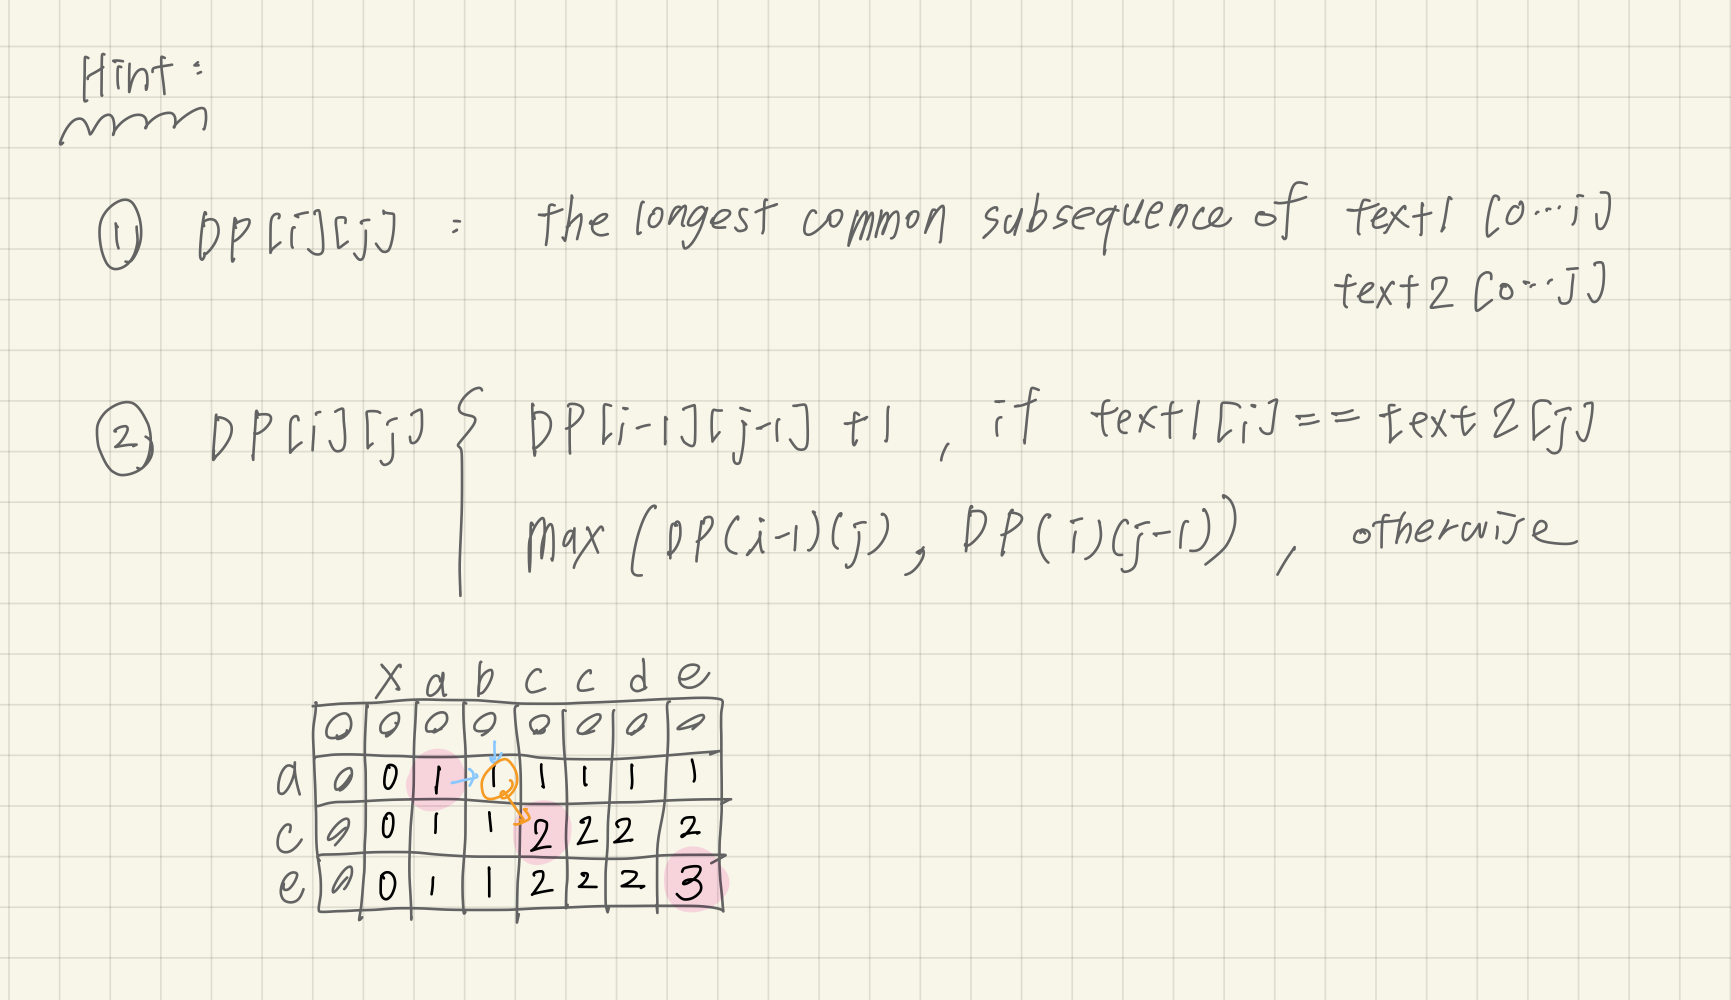 Hint:
① DP[i][j] : the longest common subsequence of text1 [0...i]
text2 [0...j]
② DP[i][j] { DP[i-1][j-1] +1 , if text1[i] == text2[j]
max (DP(i-1)(j), DP(i)(j-1)) , otherwise
x a b c c d e
0 0 0 0 0 0 0 0
a 0 0 1 1 1 1 1 1
c 0 0 1 1 2 2 2 2
e 0 0 1 1 2 2 2 3